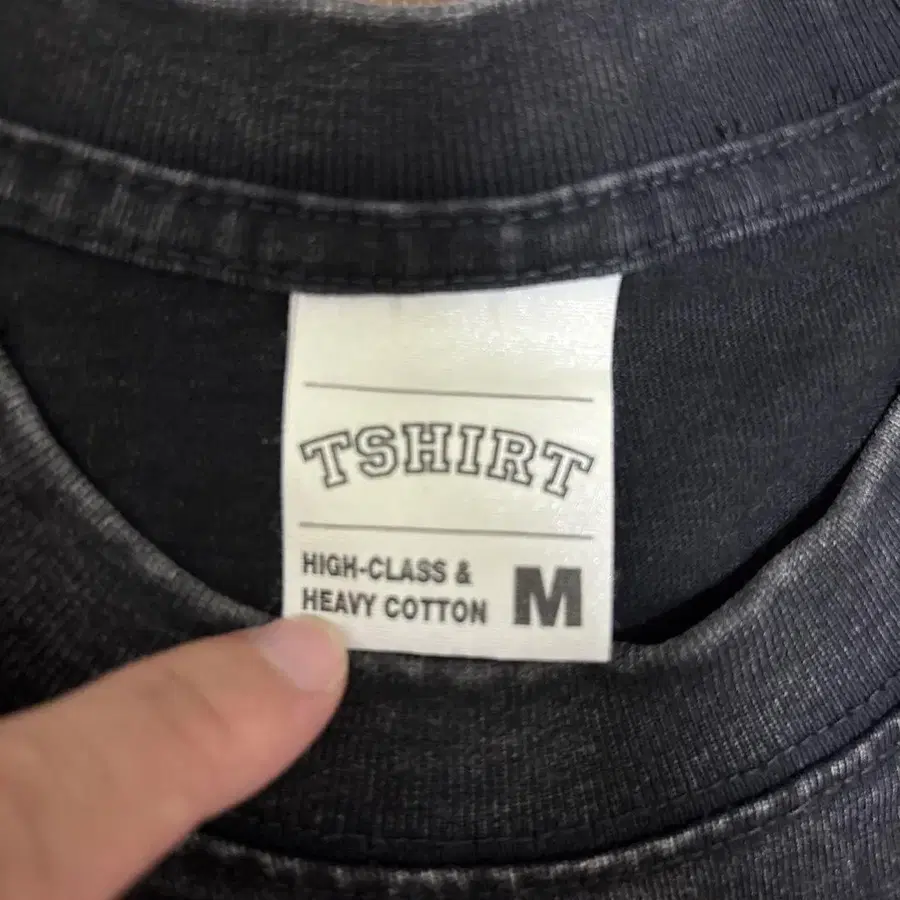 TSHIRT
HIGH-CLASS &
HEAVY COTTON
M